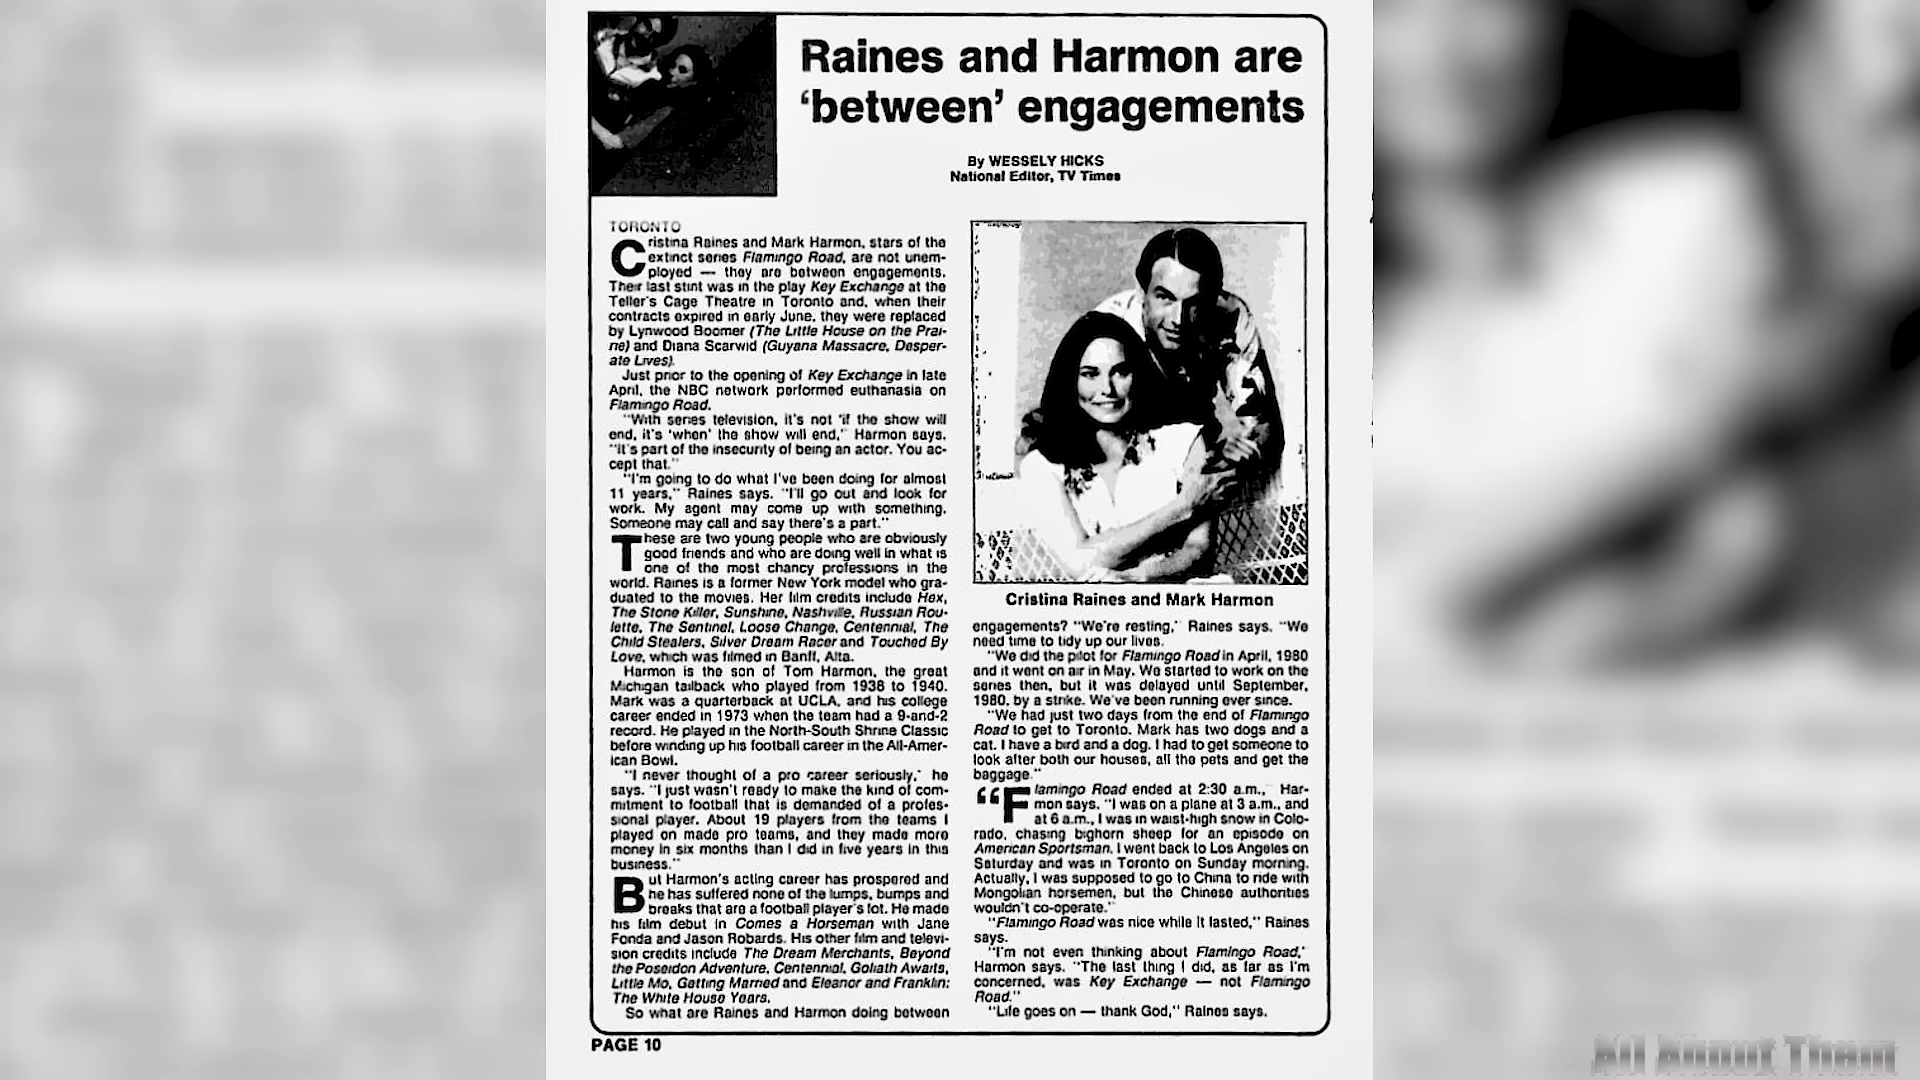 Raines and Harmon are
‘between’ engagements
By WESSELY HICKS
National Editor, TV Times
TORONTO
Cristina Raines and Mark Harmon, stars of the
extinct series Flamingo Road, are not unem-
ployed — they are between engagements.
Their last stint was in the play Key Exchange at the
Teller's Cage Theatre in Toronto and, when their
contracts expired in early June, they were replaced
by Lynwood Boomer (The Little House on the Prai-
rie) and Diana Scarwid (Guyana Massacre, Desper-
ate Lives).
Just prior to the opening of Key Exchange in late
April, the NBC network performed euthanasia on
Flamingo Road.
"With series television, it's not 'if the show will
end, it's 'when' the show will end," Harmon says.
"It's part of the insecurity of being an actor. You ac-
cept that."
"I'm going to do what I've been doing for almost
11 years," Raines says. "I'll go out and look for
work. My agent may come up with something.
Someone may call and say there's a part."
These are two young people who are obviously
good friends and who are doing well in what is
one of the most chancy professions in the
world. Raines is a former New York model who gra-
duated to the movies. Her film credits include Hex,
The Stone Killer, Sunshine, Nashville, Russian Rou-
lette, The Sentinel, Loose Change, Centennial, The
Child Stealers, Silver Dream Racer and Touched By
Love, which was filmed in Banff, Alta.
Harmon is the son of Tom Harmon, the great
Michigan tailback who played from 1938 to 1940.
Mark was a quarterback at UCLA, and his college
career ended in 1973 when the team had a 9-and-2
record. He played in the North-South Shrine Classic
before winding up his football career in the All-Amer-
ican Bowl.
"I never thought of a pro career seriously," he
says. "I just wasn't ready to make the kind of com-
mitment to football that is demanded of a profes-
sional player. About 19 players from the teams I
played on made pro teams, and they made more
money in six months than I did in five years in this
business."
But Harmon's acting career has prospered and
he has suffered none of the lumps, bumps and
breaks that are a football player's lot. He made
his film debut in Comes a Horseman with Jane
Fonda and Jason Robards. His other film and televi-
sion credits include The Dream Merchants, Beyond
the Poseidon Adventure, Centennial, Goliath Awaits,
Little Mo, Getting Married and Eleanor and Franklin:
The White House Years.
So what are Raines and Harmon doing between
Cristina Raines and Mark Harmon
engagements? "We're resting," Raines says. "We
need time to tidy up our lives.
"We did the pilot for Flamingo Road in April, 1980
and it went on air in May. We started to work on the
series then, but it was delayed until September,
1980, by a strike. We've been running ever since.
"We had just two days from the end of Flamingo
Road to get to Toronto. Mark has two dogs and a
cat. I have a bird and a dog. I had to get someone to
look after both our houses, all the pets and get the
baggage."
"Flamingo Road ended at 2:30 a.m.," Har-
mon says. "I was on a plane at 3 a.m., and
at 6 a.m., I was in waist-high snow in Colo-
rado, chasing bighorn sheep for an episode on
American Sportsman. I went back to Los Angeles on
Saturday and was in Toronto on Sunday morning.
Actually, I was supposed to go to China to ride with
Mongolian horsemen, but the Chinese authorities
wouldn't co-operate."
"Flamingo Road was nice while it lasted," Raines
says.
"I'm not even thinking about Flamingo Road,"
Harmon says. "The last thing I did, as far as I'm
concerned, was Key Exchange — not Flamingo
Road."
"Life goes on — thank God," Raines says.
PAGE 10
All About Them